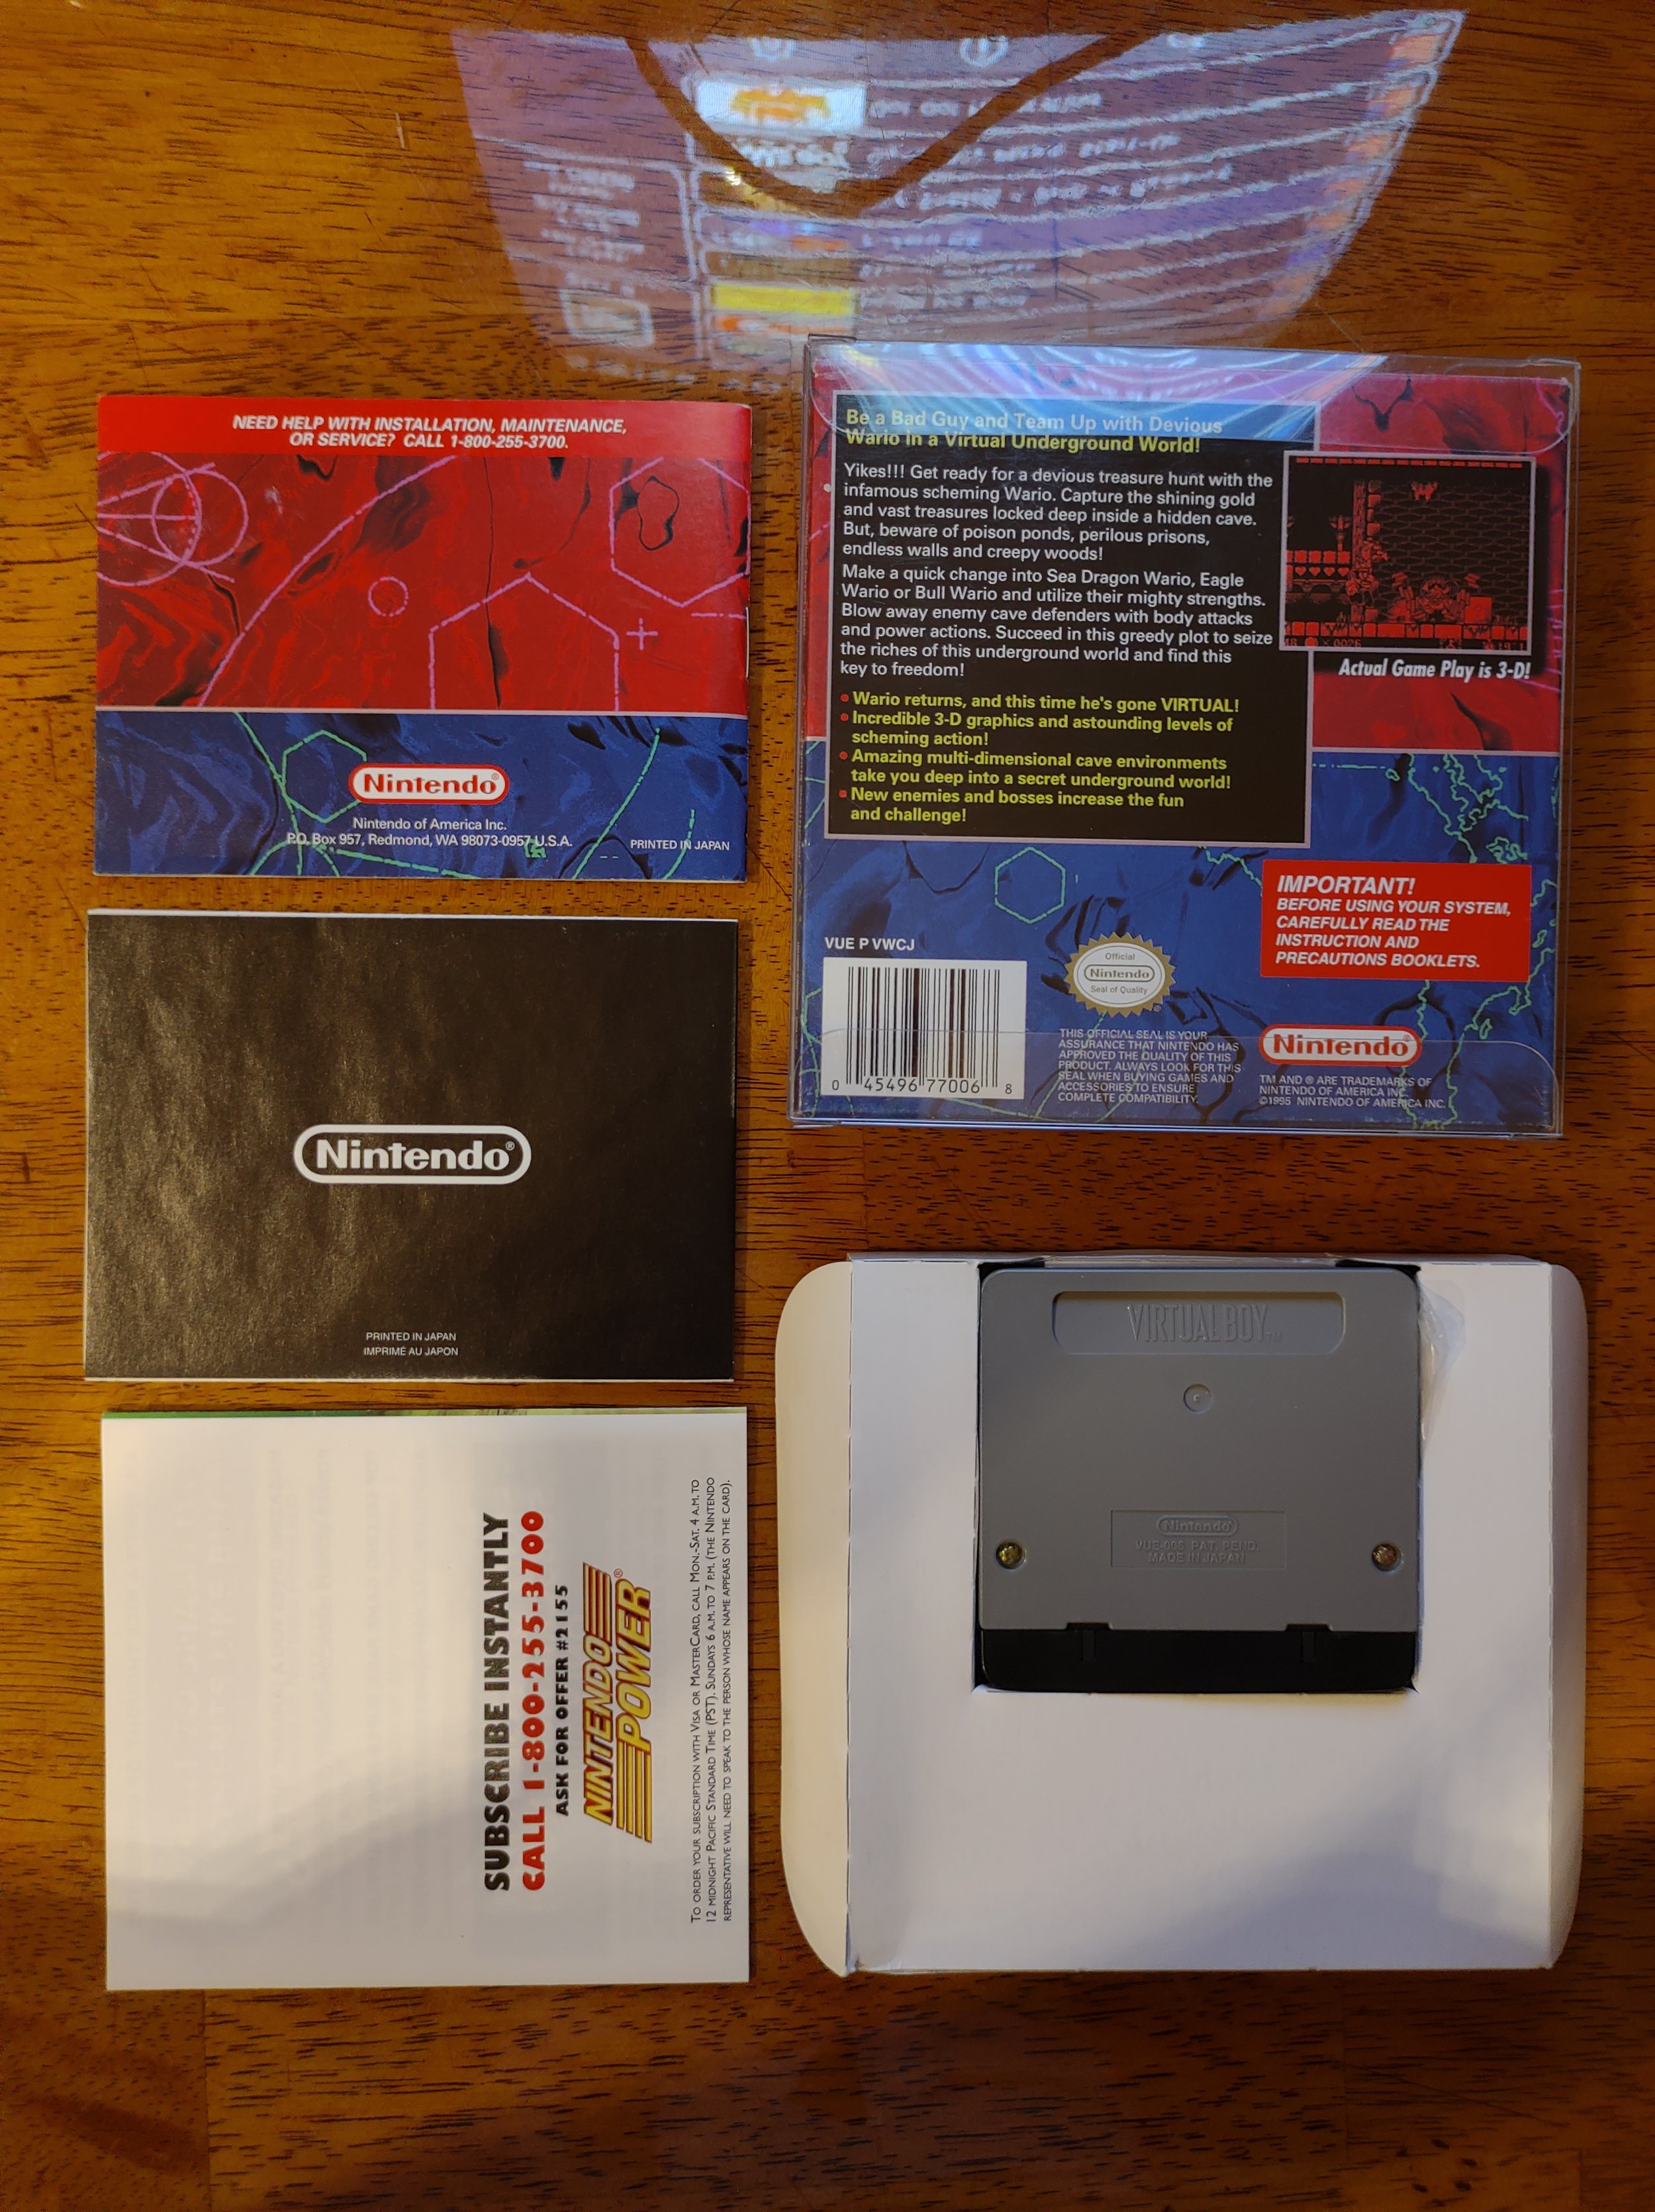 NEED HELP WITH INSTALLATION, MAINTENANCE,
OR SERVICE? CALL 1-800-255-3700.
Nintendo®
Nintendo of America Inc.
P.O. Box 957, Redmond, WA 98073-0957 U.S.A.
PRINTED IN JAPAN
Be a Bad Guy and Team Up with Devious
Wario in a Virtual Underground World!
Yikes!!! Get ready for a devious treasure hunt with the
infamous scheming Wario. Capture the shining gold
and vast treasures locked deep inside a hidden cave.
But, beware of poison ponds, perilous prisons,
endless walls and creepy woods!
Make a quick change into Sea Dragon Wario, Eagle
Wario or Bull Wario and utilize their mighty strengths.
Blow away enemy cave defenders with body attacks
and power actions. Succeed in this greedy plot to seize
the riches of this underground world and find this
key to freedom!
• Wario returns, and this time he's gone VIRTUAL!
• Incredible 3-D graphics and astounding levels of
scheming action!
• Amazing multi-dimensional cave environments
take you deep into a secret underground world!
• New enemies and bosses increase the fun
and challenge!
Actual Game Play is 3-D!
IMPORTANT!
BEFORE USING YOUR SYSTEM,
CAREFULLY READ THE
INSTRUCTION AND
PRECAUTIONS BOOKLETS.
VUE P VWCJ
0 45496 77006 8
Official
Nintendo
Seal of Quality
®
THIS OFFICIAL SEAL IS YOUR
ASSURANCE THAT NINTENDO HAS
APPROVED THE QUALITY OF THIS
PRODUCT. ALWAYS LOOK FOR THIS
SEAL WHEN BUYING GAMES AND
ACCESSORIES TO ENSURE
COMPLETE COMPATIBILITY.
Nintendo®
TM AND ® ARE TRADEMARKS OF
NINTENDO OF AMERICA INC.
©1995 NINTENDO OF AMERICA INC.
Nintendo®
PRINTED IN JAPAN
IMPRIMÉ AU JAPON
VIRTUAL BOY™
C
Nintendo®
VUE-006 PAT. PEND.
MADE IN JAPAN
SUBSCRIBE INSTANTLY
CALL 1-800-255-3700
ASK FOR OFFER #2155
NINTENDO
POWER®
TO ORDER YOUR SUBSCRIPTION WITH VISA OR MASTERCARD, CALL MON.-SAT. 4 A.M. TO
12 MIDNIGHT PACIFIC STANDARD TIME (PST), SUNDAYS 6 A.M. TO 7 P.M. (THE NINTENDO
REPRESENTATIVE WILL NEED TO SPEAK TO THE PERSON WHOSE NAME APPEARS ON THE CARD).